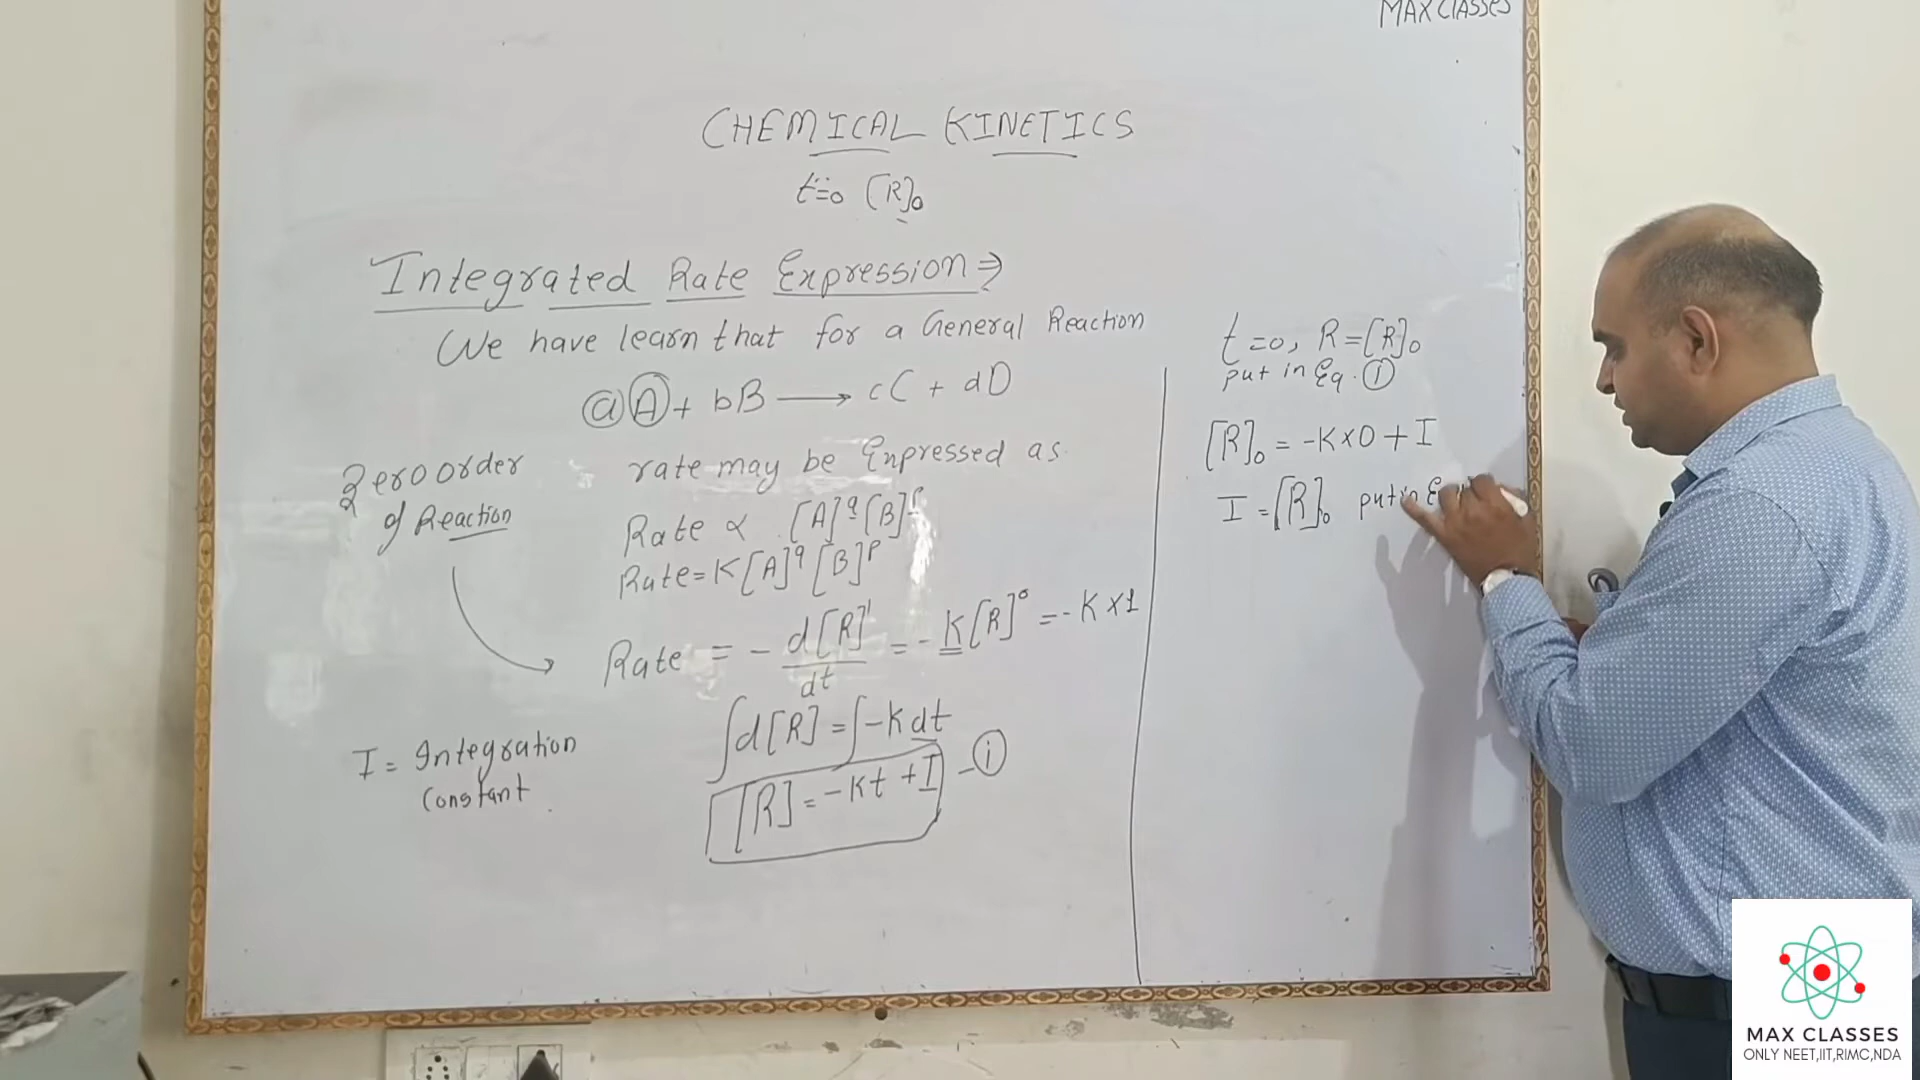 MAX CLASSES
CHEMICAL KINETICS
t=0 [R]₀
Integrated Rate Expression ⇒
We have learn that for a General Reaction
aA + bB ⟶ cC + dD
Zero order
of Reaction
rate may be Expressed as
Rate ∝ [A]^q [B]^p
Rate = K[A]^q [B]^p
Rate = - d[R]/dt = - K[R]⁰ = - K×1
∫d[R] = ∫-K dt
[R] = -Kt + I - (i)
I = Integration
Constant
t=0, R=[R]₀
put in Eq. (i)
[R]₀ = -K×0 + I
I = [R]₀ put in
MAX CLASSES
ONLY NEET,IIT,RIMC,NDA